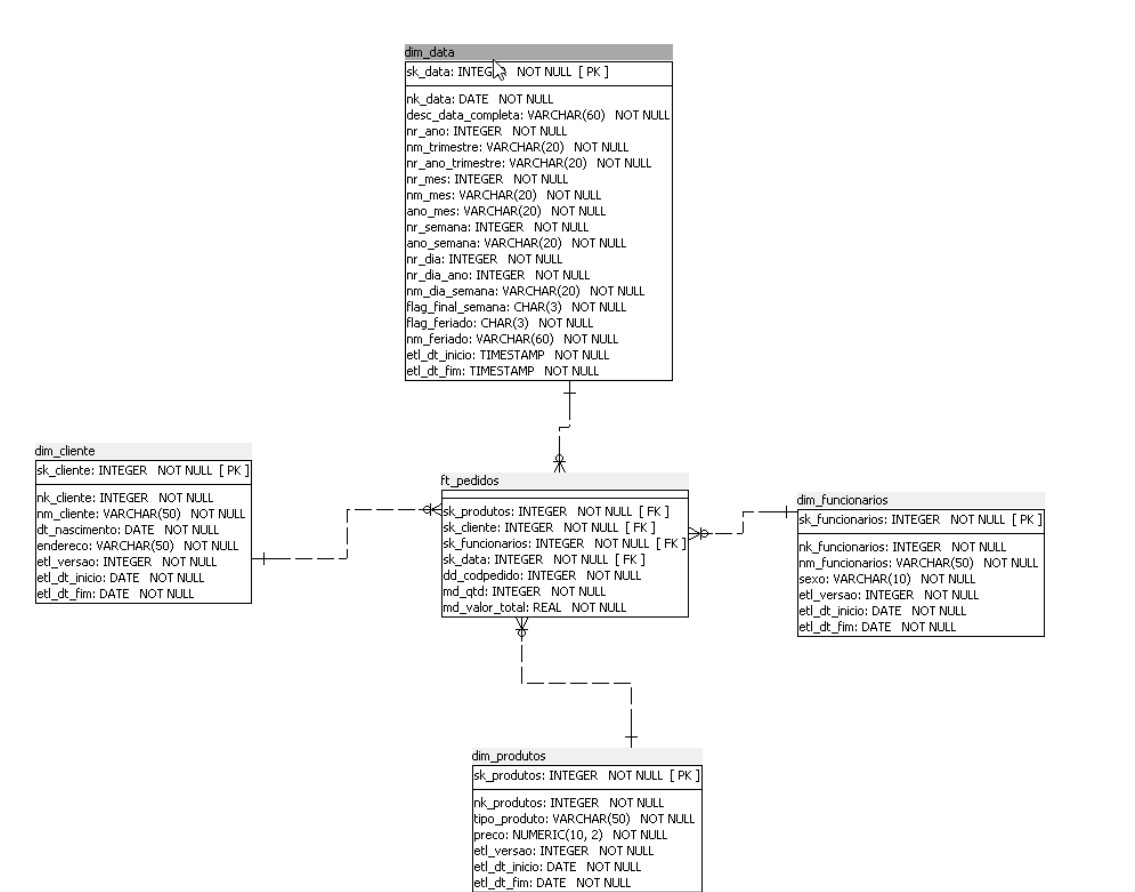 dim_data
sk_data: INTEGER NOT NULL [ PK ]
nk_data: DATE NOT NULL
desc_data_completa: VARCHAR(60) NOT NULL
nr_ano: INTEGER NOT NULL
nm_trimestre: VARCHAR(20) NOT NULL
nr_ano_trimestre: VARCHAR(20) NOT NULL
nr_mes: INTEGER NOT NULL
nm_mes: VARCHAR(20) NOT NULL
ano_mes: VARCHAR(20) NOT NULL
nr_semana: INTEGER NOT NULL
ano_semana: VARCHAR(20) NOT NULL
nr_dia: INTEGER NOT NULL
nr_dia_ano: INTEGER NOT NULL
nm_dia_semana: VARCHAR(20) NOT NULL
flag_final_semana: CHAR(3) NOT NULL
flag_feriado: CHAR(3) NOT NULL
nm_feriado: VARCHAR(60) NOT NULL
etl_dt_inicio: TIMESTAMP NOT NULL
etl_dt_fim: TIMESTAMP NOT NULL
dim_cliente
sk_cliente: INTEGER NOT NULL [ PK ]
nk_cliente: INTEGER NOT NULL
nm_cliente: VARCHAR(50) NOT NULL
dt_nascimento: DATE NOT NULL
endereco: VARCHAR(50) NOT NULL
etl_versao: INTEGER NOT NULL
etl_dt_inicio: DATE NOT NULL
etl_dt_fim: DATE NOT NULL
ft_pedidos
sk_produtos: INTEGER NOT NULL [ FK ]
sk_cliente: INTEGER NOT NULL [ FK ]
sk_funcionarios: INTEGER NOT NULL [ FK ]
sk_data: INTEGER NOT NULL [ FK ]
dd_codpedido: INTEGER NOT NULL
md_qtd: INTEGER NOT NULL
md_valor_total: REAL NOT NULL
dim_funcionarios
sk_funcionarios: INTEGER NOT NULL [ PK ]
nk_funcionarios: INTEGER NOT NULL
nm_funcionarios: VARCHAR(50) NOT NULL
sexo: VARCHAR(10) NOT NULL
etl_versao: INTEGER NOT NULL
etl_dt_inicio: DATE NOT NULL
etl_dt_fim: DATE NOT NULL
dim_produtos
sk_produtos: INTEGER NOT NULL [ PK ]
nk_produtos: INTEGER NOT NULL
tipo_produto: VARCHAR(50) NOT NULL
preco: NUMERIC(10, 2) NOT NULL
etl_versao: INTEGER NOT NULL
etl_dt_inicio: DATE NOT NULL
etl_dt_fim: DATE NOT NULL